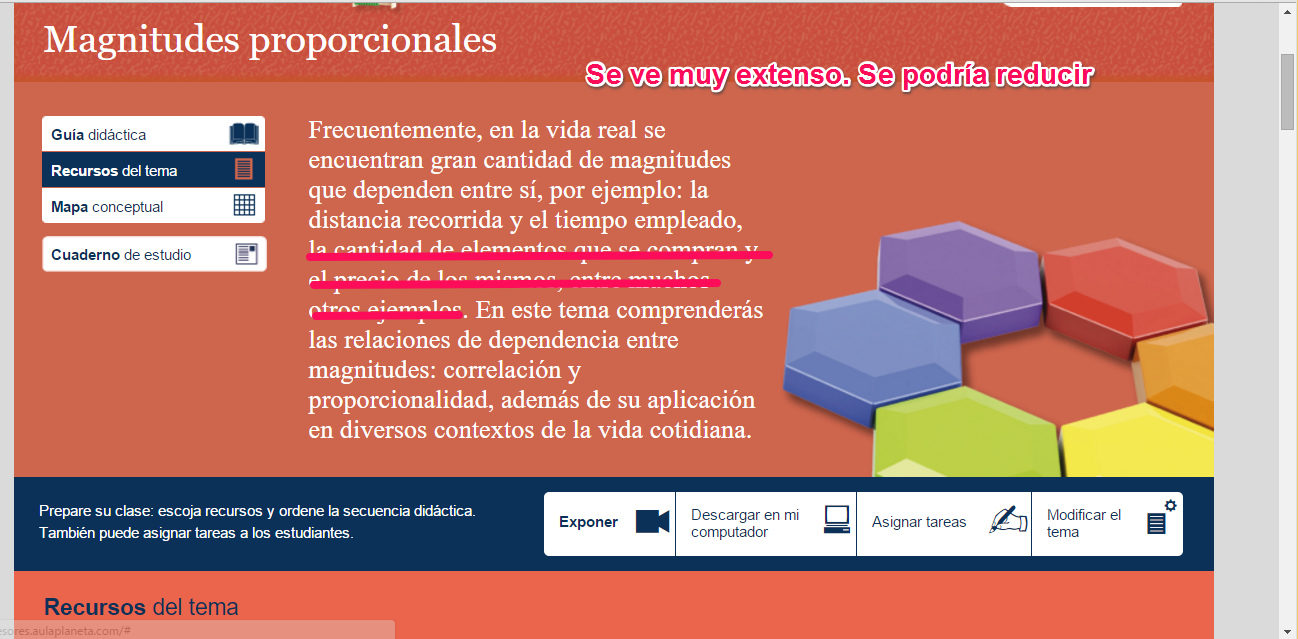 Magnitudes proporcionales
Se ve muy extenso. Se podría reducir
Guía didáctica
Recursos del tema
Mapa conceptual
Cuaderno de estudio
Frecuentemente, en la vida real se
encuentran gran cantidad de magnitudes
que dependen entre sí, por ejemplo: la
distancia recorrida y el tiempo empleado,
la cantidad de elementos que se compran y
el precio de los mismos, entre muchos
otros ejemplos. En este tema comprenderás
las relaciones de dependencia entre
magnitudes: correlación y
proporcionalidad, además de su aplicación
en diversos contextos de la vida cotidiana.
Prepare su clase: escoja recursos y ordene la secuencia didáctica.
También puede asignar tareas a los estudiantes.
Exponer
Descargar en mi
computador
Asignar tareas
Modificar el
tema
Recursos del tema
esores.aulaplaneta.com/#